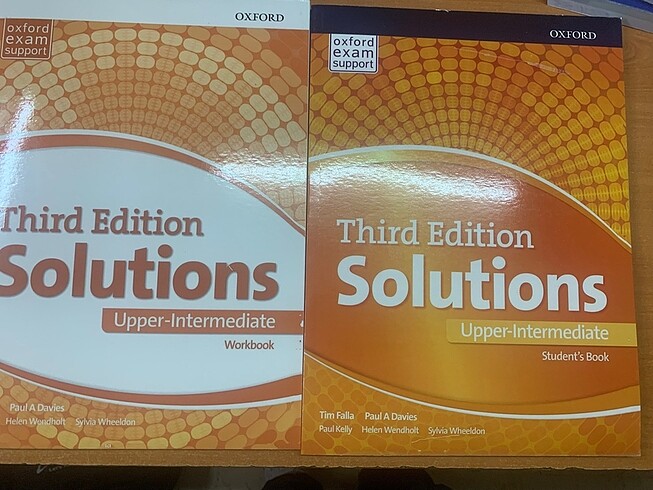 OXFORD
oxford
exam
support
Third Edition
Solutions
Upper-Intermediate
Workbook
Paul A Davies
Helen Wendholt Sylvia Wheeldon
OXFORD
oxford
exam
support
Third Edition
Solutions
Upper-Intermediate
Student's Book
Tim Falla Paul A Davies
Paul Kelly Helen Wendholt Sylvia Wheeldon